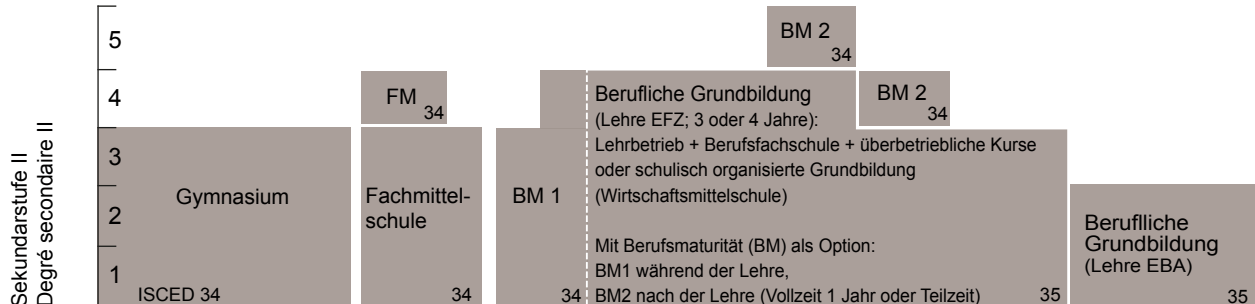 Sekundarstufe II
Degré secondaire II
5
4
3
2
1
Gymnasium
ISCED 34
FM
34
Fachmittel-
schule
34
BM 1
34
BM 2
34
BM 2
34
Berufliche Grundbildung
(Lehre EFZ; 3 oder 4 Jahre):
Lehrbetrieb + Berufsfachschule + überbetriebliche Kurse
oder schulisch organisierte Grundbildung
(Wirtschaftsmittelschule)
Mit Berufsmaturität (BM) als Option:
BM1 während der Lehre,
BM2 nach der Lehre (Vollzeit 1 Jahr oder Teilzeit)
35
Beruflliche
Grundbildung
(Lehre EBA)
35